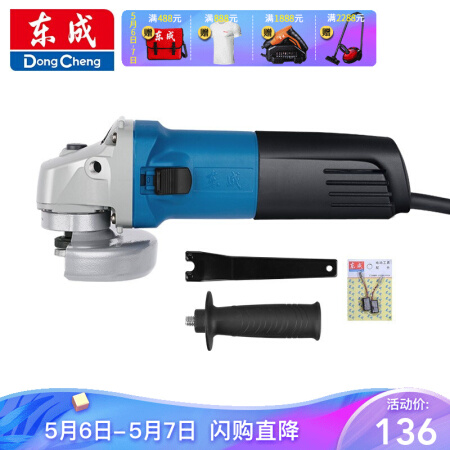 东成
DongCheng
5月6日-7日
满488元
满888元
满1888元
满2288元
赠
赠
赠
赠
东成
东成
东成
5月6日-5月7日 闪购直降
活动价:
136